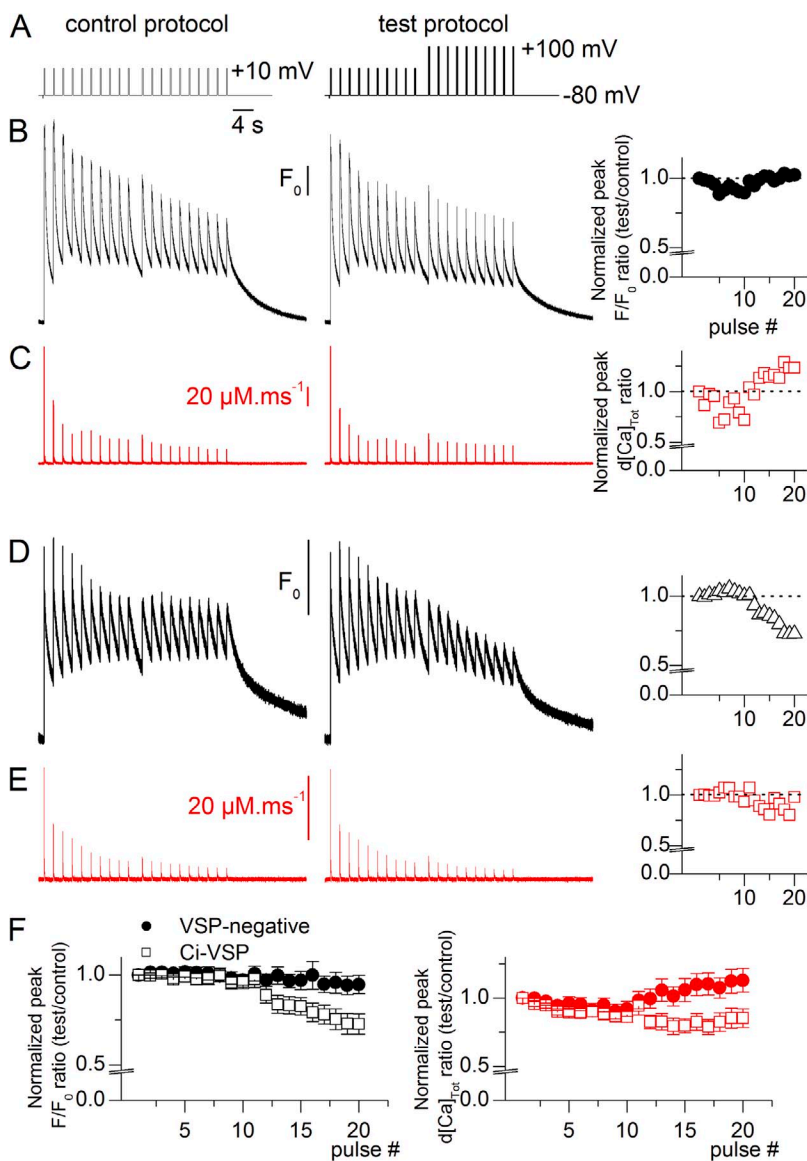 A
control protocol
test protocol
+10 mV
+100 mV
-80 mV
4 s
B
F0
Normalized peak
F/F0 ratio (test/control)
1.0
0.5
0.0
10
20
pulse #
C
20 µM.ms-1
Normalized peak
d[Ca]Tot ratio
1.0
0.5
0.0
10
20
D
F0
1.0
0.5
0.0
10
20
E
20 µM.ms-1
1.0
0.5
0.0
10
20
F
VSP-negative
Ci-VSP
Normalized peak
F/F0 ratio (test/control)
1.0
0.5
0.0
5
10
15
20
pulse #
Normalized peak
d[Ca]Tot ratio (test/control)
1.0
0.5
0.0
5
10
15
20
pulse #